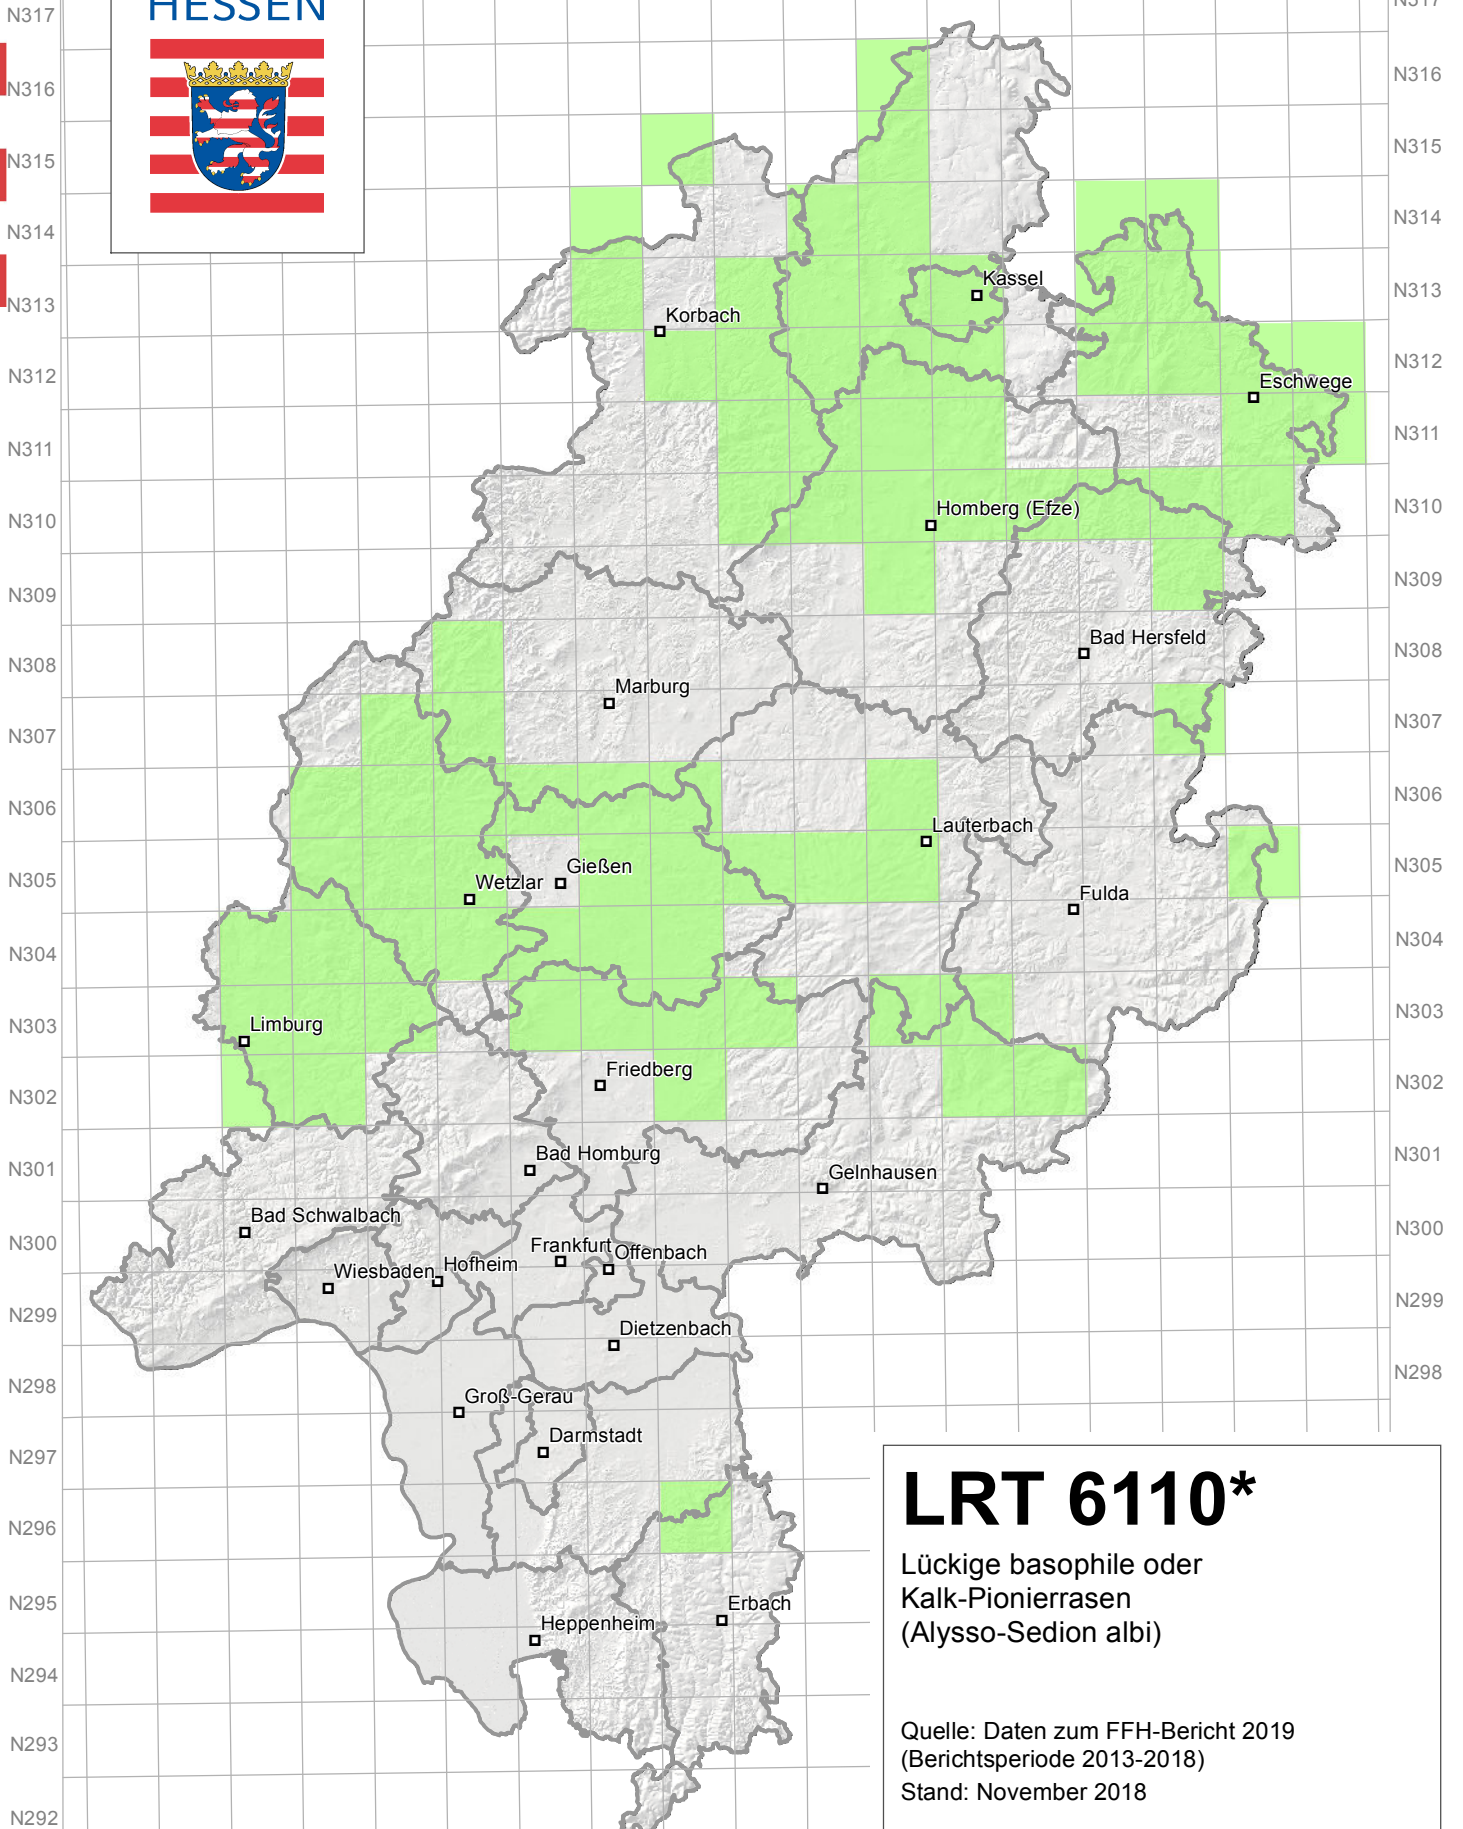 HESSEN
N317
N316
N315
N314
N313
N312
N311
N310
N309
N308
N307
N306
N305
N304
N303
N302
N301
N300
N299
N298
N297
N296
N295
N294
N293
N292
N317
N316
N315
N314
N313
N312
N311
N310
N309
N308
N307
N306
N305
N304
N303
N302
N301
N300
N299
N298
Kassel
Korbach
Eschwege
Homberg (Efze)
Bad Hersfeld
Marburg
Lauterbach
Gießen
Wetzlar
Fulda
Limburg
Friedberg
Bad Homburg
Gelnhausen
Bad Schwalbach
Frankfurt
Offenbach
Hofheim
Wiesbaden
Dietzenbach
Groß-Gerau
Darmstadt
Erbach
Heppenheim
LRT 6110*
Lückige basophile oder
Kalk-Pionierrasen
(Alysso-Sedion albi)
Quelle: Daten zum FFH-Bericht 2019
(Berichtsperiode 2013-2018)
Stand: November 2018